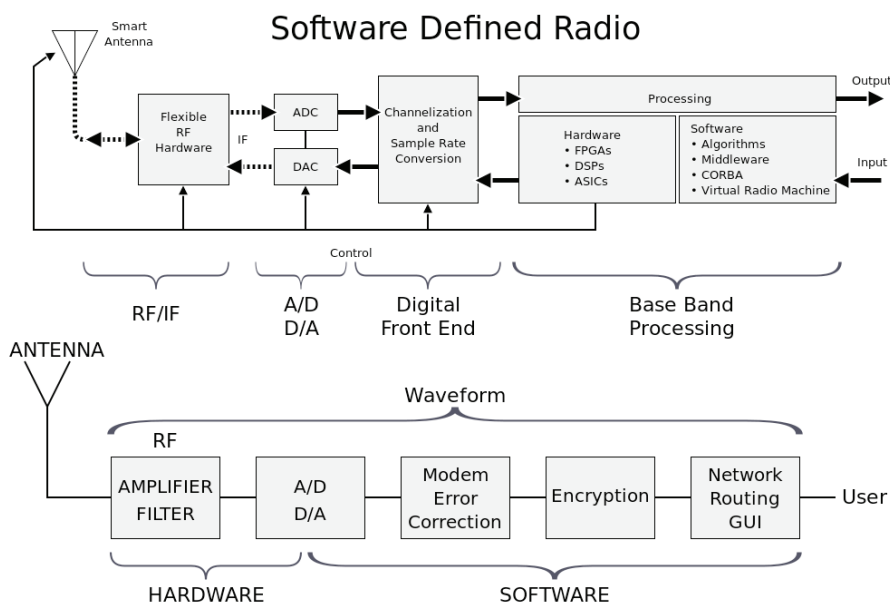 Software Defined Radio
Smart
Antenna
Flexible
RF
Hardware
IF
ADC
DAC
Channelization
and
Sample Rate
Conversion
Processing
Hardware
• FPGAs
• DSPs
• ASICs
Software
• Algorithms
• Middleware
• CORBA
• Virtual Radio Machine
Output
Input
Control
RF/IF
A/D
D/A
Digital
Front End
Base Band
Processing
ANTENNA
Waveform
RF
AMPLIFIER
FILTER
A/D
D/A
Modem
Error
Correction
Encryption
Network
Routing
GUI
User
HARDWARE
SOFTWARE